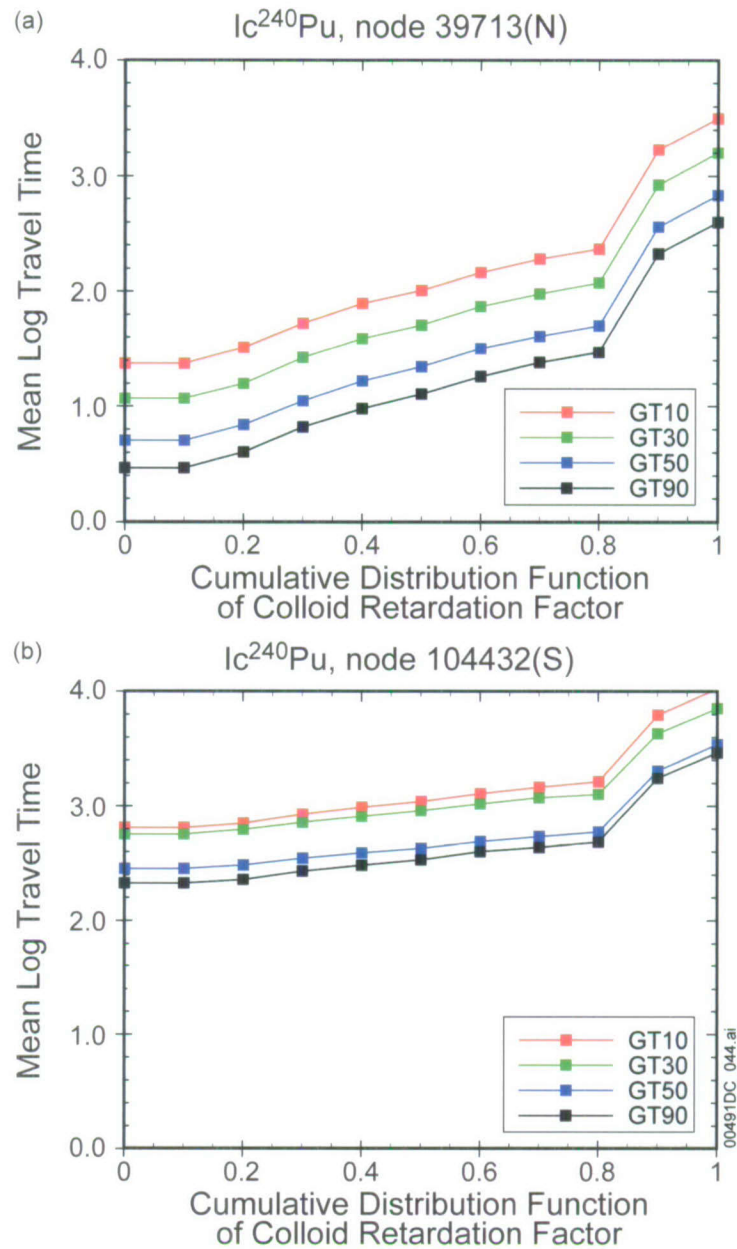 (a)
Ic²⁴⁰Pu, node 39713(N)
Mean Log Travel Time
4.0
3.0
2.0
1.0
0.0
GT10
GT30
GT50
GT90
0 0.2 0.4 0.6 0.8 1
Cumulative Distribution Function
of Colloid Retardation Factor
(b)
Ic²⁴⁰Pu, node 104432(S)
Mean Log Travel Time
4.0
3.0
2.0
1.0
0.0
GT10
GT30
GT50
GT90
00491DC_044.ai
0 0.2 0.4 0.6 0.8 1
Cumulative Distribution Function
of Colloid Retardation Factor